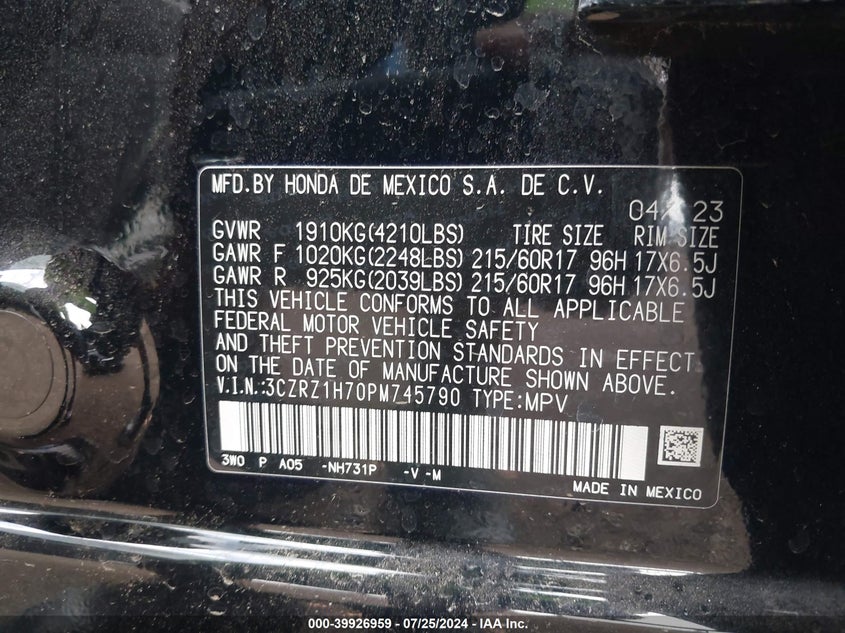 MFD.BY HONDA DE MEXICO S.A. DE C.V.
04/23
GVWR 1910KG(4210LBS) TIRE SIZE RIM SIZE
GAWR F 1020KG(2248LBS) 215/60R17 96H 17X6.5J
GAWR R 925KG(2039LBS) 215/60R17 96H 17X6.5J
THIS VEHICLE CONFORMS TO ALL APPLICABLE
FEDERAL MOTOR VEHICLE SAFETY
AND THEFT PREVENTION STANDARDS IN EFFECT
ON THE DATE OF MANUFACTURE SHOWN ABOVE.
V.I.N.:3CZRZ1H70PM745790 TYPE:MPV
3W0 P A05 -NH731P -V -M
MADE IN MEXICO
000-39926959 - 07/25/2024 - IAA Inc.